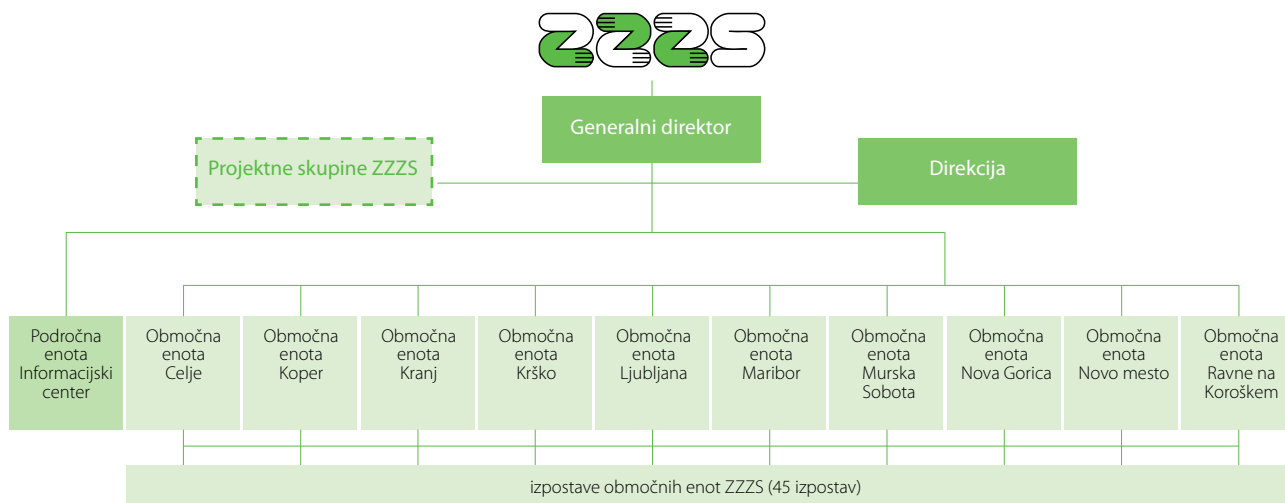 ZZZS
Generalni direktor
Projektne skupine ZZZS
Direkcija
Področna
enota
Informacijski
center
Območna
enota
Celje
Območna
enota
Koper
Območna
enota
Kranj
Območna
enota
Krško
Območna
enota
Ljubljana
Območna
enota
Maribor
Območna
enota
Murska
Sobota
Območna
enota
Nova Gorica
Območna
enota
Novo mesto
Območna
enota
Ravne na
Koroškem
izpostave območnih enot ZZZS (45 izpostav)